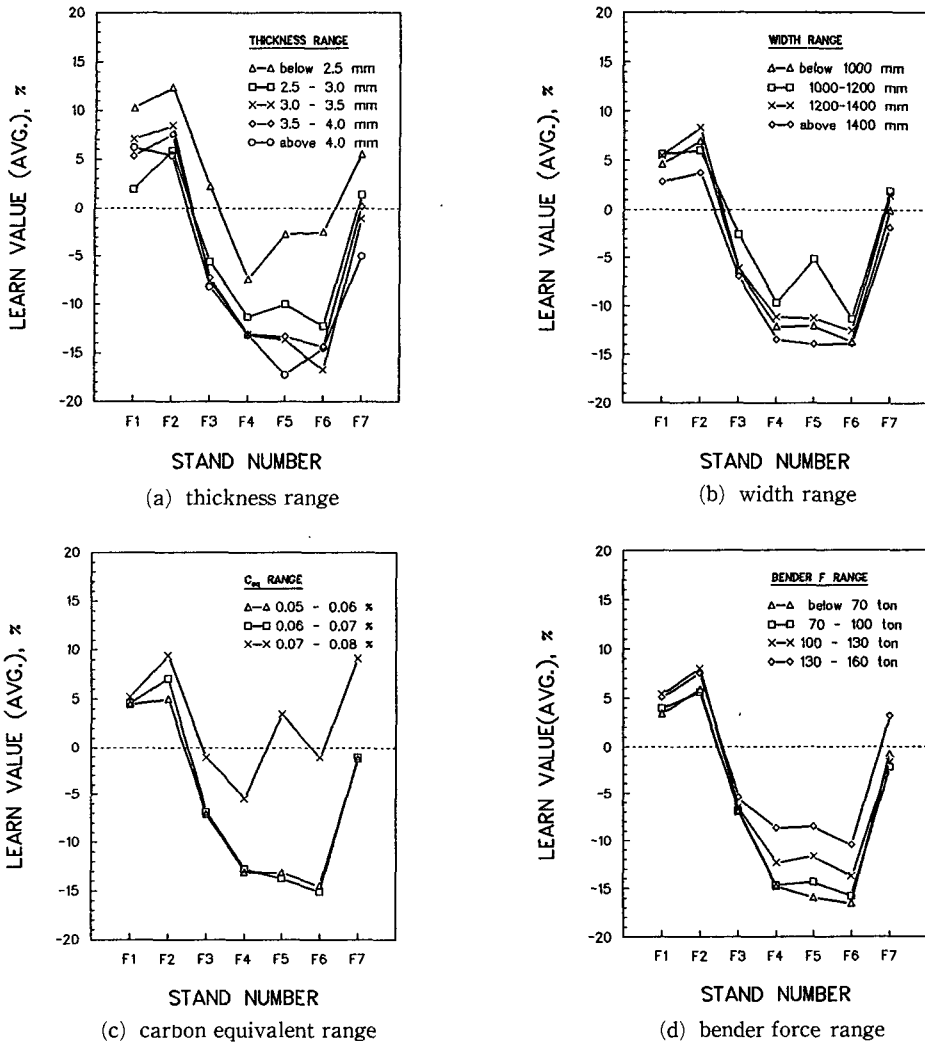 LEARN VALUE (AVG.), %
20
15
10
5
0
-5
-10
-15
-20
THICKNESS RANGE
below 2.5 mm
2.5 - 3.0 mm
3.0 - 3.5 mm
3.5 - 4.0 mm
above 4.0 mm
F1 F2 F3 F4 F5 F6 F7
STAND NUMBER
(a) thickness range
LEARN VALUE (AVG.), %
20
15
10
5
0
-5
-10
-15
-20
WIDTH RANGE
below 1000 mm
1000-1200 mm
1200-1400 mm
above 1400 mm
F1 F2 F3 F4 F5 F6 F7
STAND NUMBER
(b) width range
LEARN VALUE (AVG.), %
20
15
10
5
0
-5
-10
-15
-20
Ceq RANGE
0.05 - 0.06 %
0.06 - 0.07 %
0.07 - 0.08 %
F1 F2 F3 F4 F5 F6 F7
STAND NUMBER
(c) carbon equivalent range
LEARN VALUE(AVG.), %
20
15
10
5
0
-5
-10
-15
-20
BENDER F RANGE
below 70 ton
70 - 100 ton
100 - 130 ton
130 - 160 ton
F1 F2 F3 F4 F5 F6 F7
STAND NUMBER
(d) bender force range